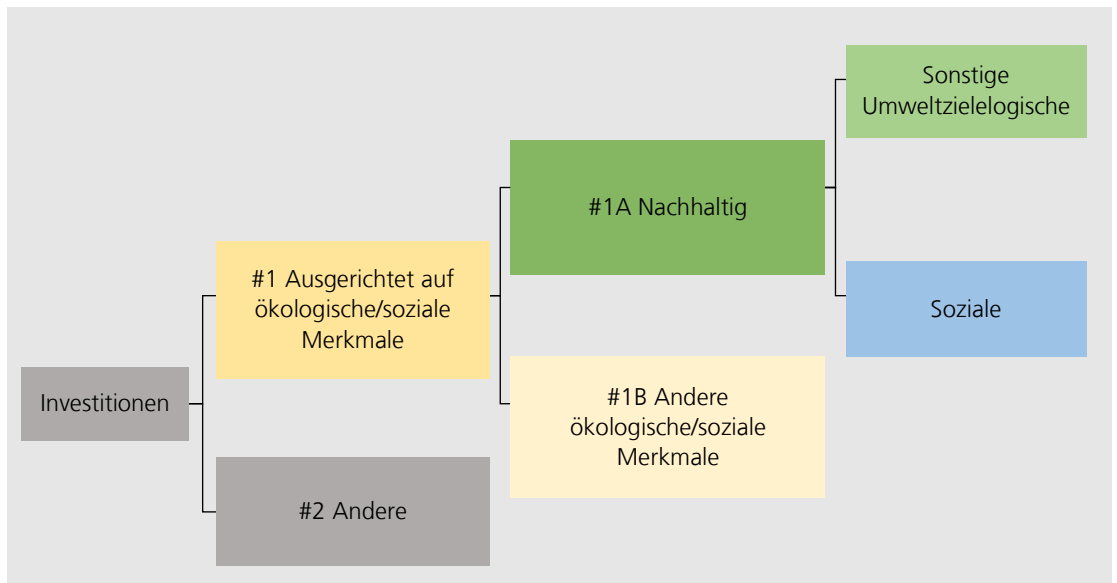 Investitionen
#1 Ausgerichtet auf
ökologische/soziale
Merkmale
#2 Andere
#1A Nachhaltig
#1B Andere
ökologische/soziale
Merkmale
Sonstige
Umweltzielelogische
Soziale